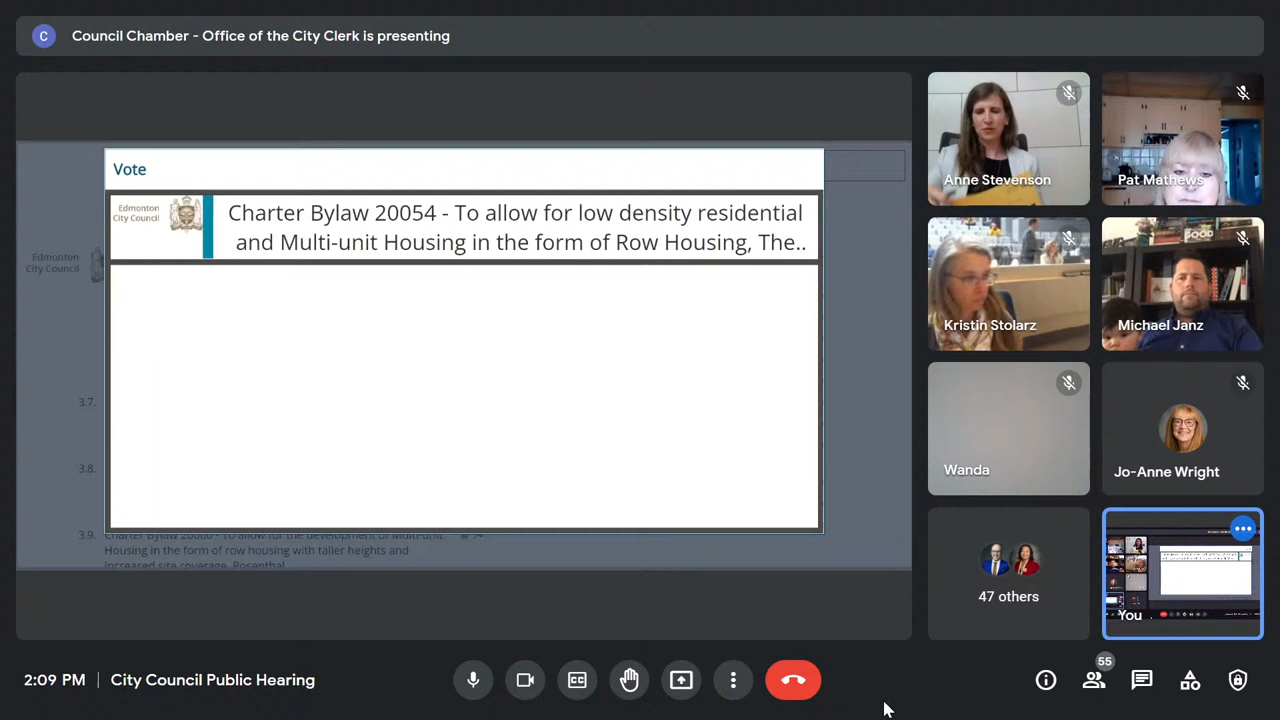 C
Council Chamber - Office of the City Clerk is presenting
Vote
Edmonton
City Council
Charter Bylaw 20054 - To allow for low density residential
and Multi-unit Housing in the form of Row Housing, The..
Edmonton
City Council
3.7.
3.8.
3.9.
Housing in the form of row housing with taller heights and
increased site coverage, Rosenthal
Anne Stevenson
Pat Mathews
Kristin Stolarz
Michael Janz
FOOD
Wanda
Jo-Anne Wright
47 others
You
2:09 PM
City Council Public Hearing
CC
55